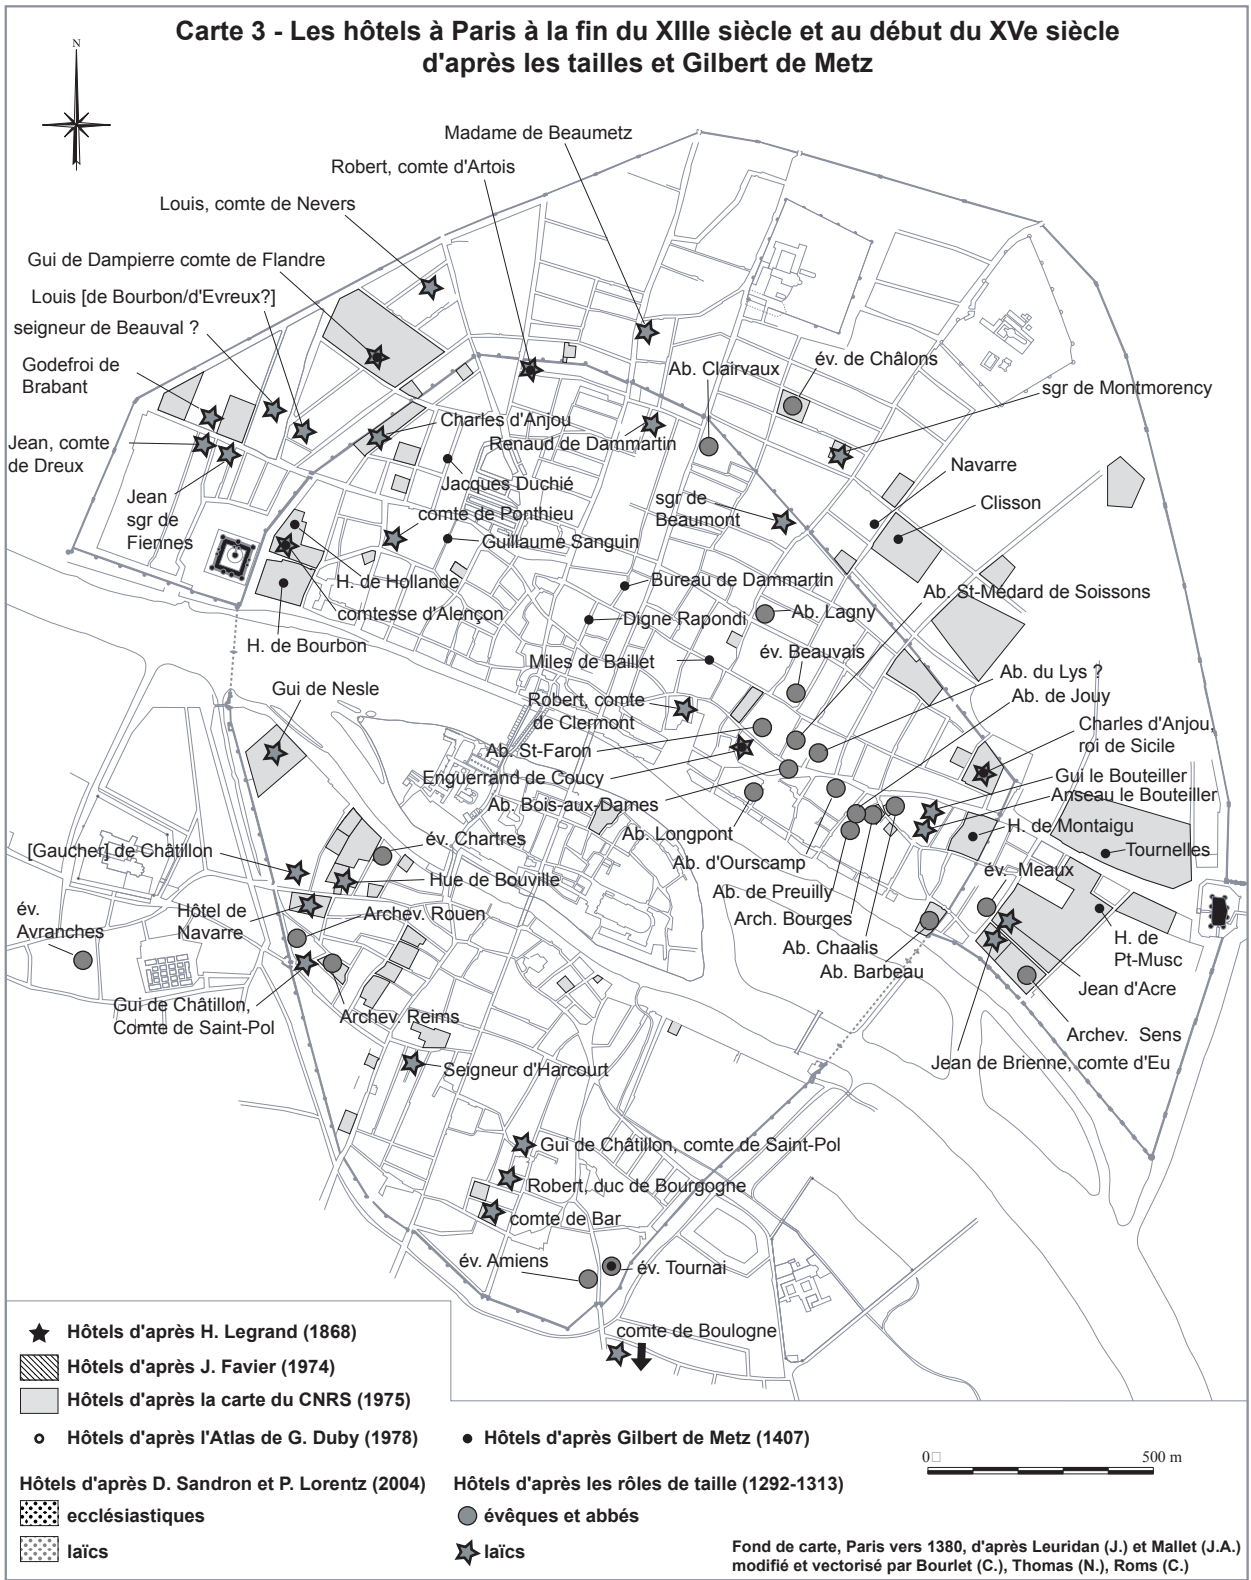 Carte 3 - Les hôtels à Paris à la fin du XIIIe siècle et au début du XVe siècle
d'après les tailles et Gilbert de Metz
N
Madame de Beaumetz
Robert, comte d'Artois
Louis, comte de Nevers
Gui de Dampierre comte de Flandre
Louis [de Bourbon/d'Evreux?]
seigneur de Beauval ?
Godefroi de
Brabant
Jean, comte
de Dreux
Jean
sgr de
Fiennes
Ab. Clairvaux
év. de Châlons
sgr de Montmorency
Charles d'Anjou
Renaud de Dammartin
Jacques Duchié
Navarre
Clisson
sgr de
Beaumont
comte de Ponthieu
Guillaume Sanguin
H. de Hollande
comtesse d'Alençon
H. de Bourbon
Bureau de Dammartin
Digne Rapondi
Ab. Lagny
Ab. St-Médard de Soissons
Miles de Baillet
év. Beauvais
Ab. du Lys ?
Ab. de Jouy
Gui de Nesle
Robert, comte
de Clermont
Charles d'Anjou,
roi de Sicile
Ab. St-Faron
Enguerrand de Coucy
Gui le Bouteiller
Anseau le Bouteiller
Ab. Bois-aux-Dames
Ab. Longpont
H. de Montaigu
Tournelles
[Gaucher] de Châtillon
év. Chartres
Ab. d'Ourscamp
év. Meaux
Hue de Bouville
Ab. de Preuilly
év.
Avranches
Hôtel de
Navarre
Archev. Rouen
Arch. Bourges
Ab. Chaalis
Ab. Barbeau
H. de
Pt-Musc
Jean d'Acre
Gui de Châtillon,
Comte de Saint-Pol
Archev. Reims
Archev. Sens
Jean de Brienne, comte d'Eu
Seigneur d'Harcourt
Gui de Châtillon, comte de Saint-Pol
Robert, duc de Bourgogne
comte de Bar
év. Amiens
év. Tournai
comte de Boulogne
Hôtels d'après H. Legrand (1868)
Hôtels d'après J. Favier (1974)
Hôtels d'après la carte du CNRS (1975)
Hôtels d'après l'Atlas de G. Duby (1978)
Hôtels d'après Gilbert de Metz (1407)
Hôtels d'après D. Sandron et P. Lorentz (2004)
ecclésiastiques
laïcs
Hôtels d'après les rôles de taille (1292-1313)
évêques et abbés
laïcs
0 500 m
Fond de carte, Paris vers 1380, d'après Leuridan (J.) et Mallet (J.A.)
modifié et vectorisé par Bourlet (C.), Thomas (N.), Roms (C.)